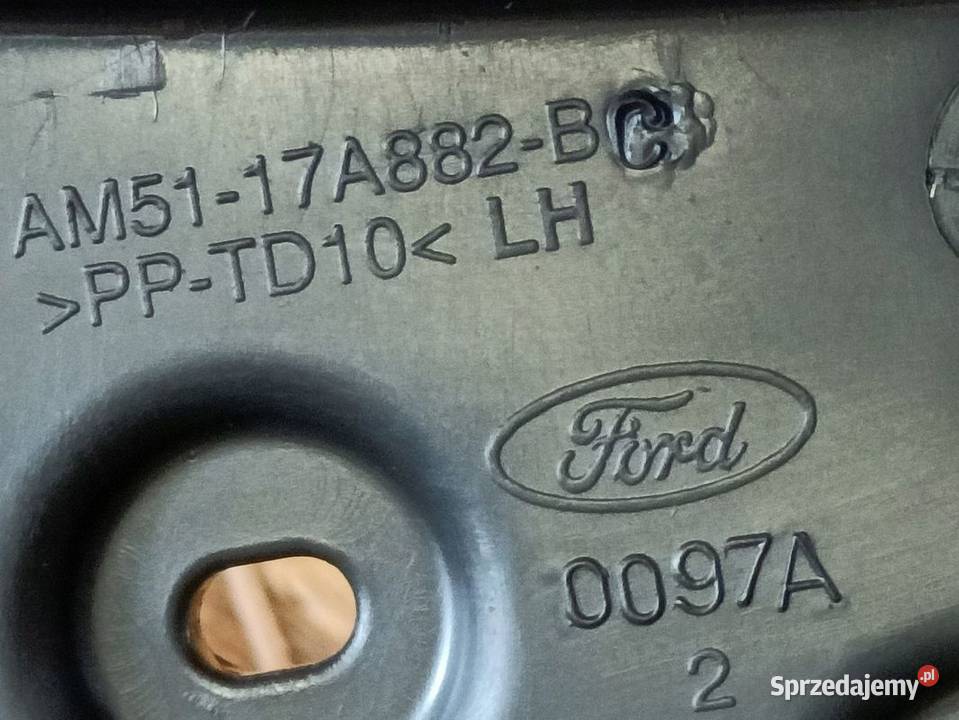 AM51-17A882-BC
>PP-TD10< LH
Ford
0097A
2
Sprzedajemy.pl